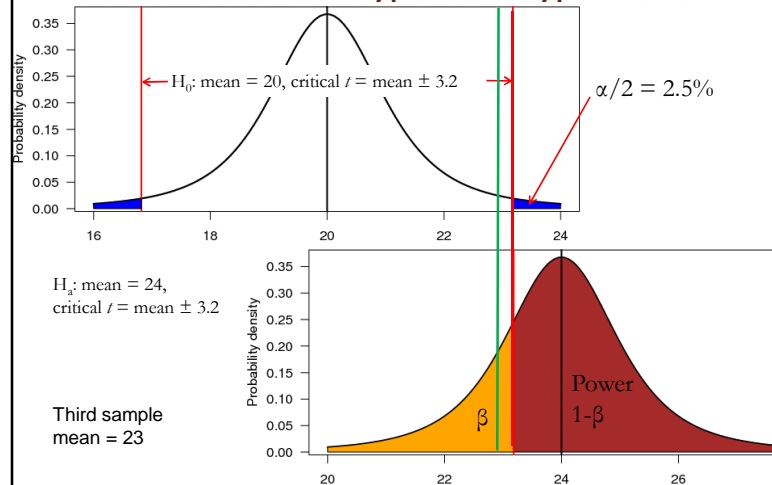 0.35
0.30
0.25
0.20
0.15
0.10
0.05
0.00
Probability density
H₀: mean = 20, critical t = mean ± 3.2
α/2 = 2.5%
16 18 20 22 24
Hₐ: mean = 24,
critical t = mean ± 3.2
0.35
0.30
0.25
0.20
0.15
0.10
0.05
0.00
Probability density
Power
1-β
β
Third sample
mean = 23
20 22 24 26